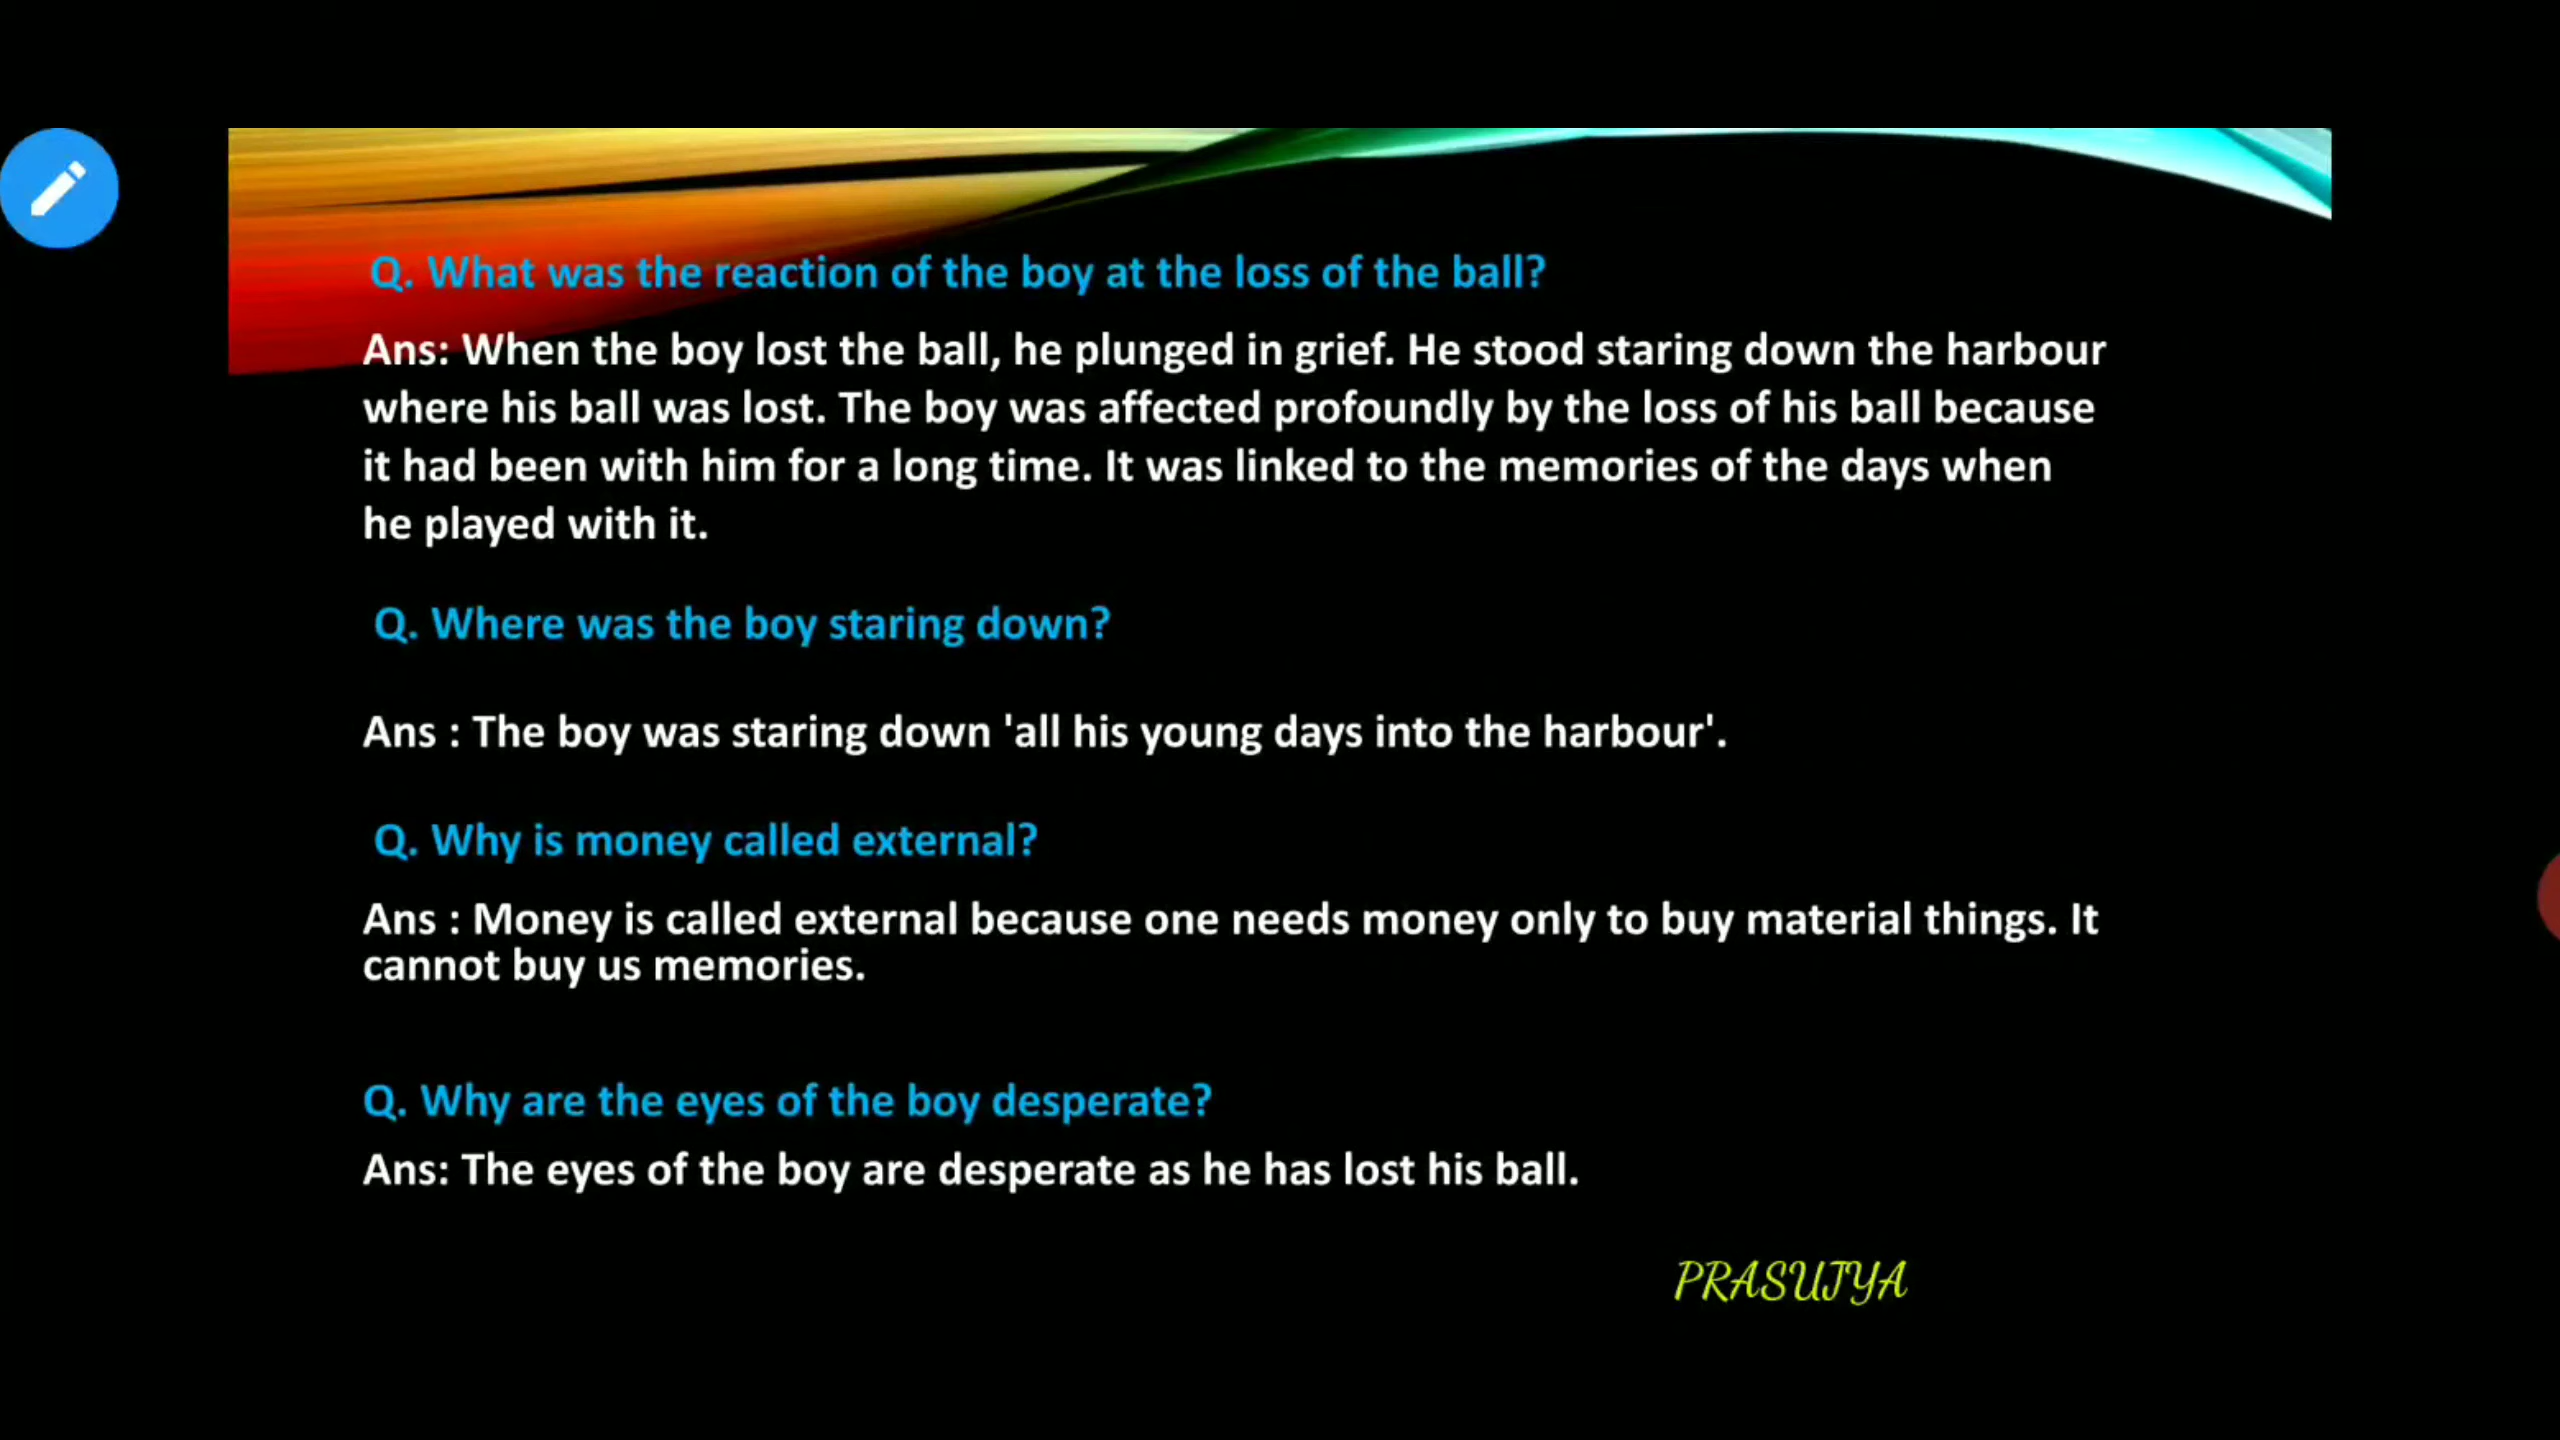 Q. What was the reaction of the boy at the loss of the ball?
Ans: When the boy lost the ball, he plunged in grief. He stood staring down the harbour
where his ball was lost. The boy was affected profoundly by the loss of his ball because
it had been with him for a long time. It was linked to the memories of the days when
he played with it.
Q. Where was the boy staring down?
Ans : The boy was staring down 'all his young days into the harbour'.
Q. Why is money called external?
Ans : Money is called external because one needs money only to buy material things. It
cannot buy us memories.
Q. Why are the eyes of the boy desperate?
Ans: The eyes of the boy are desperate as he has lost his ball.
PRASUJYA